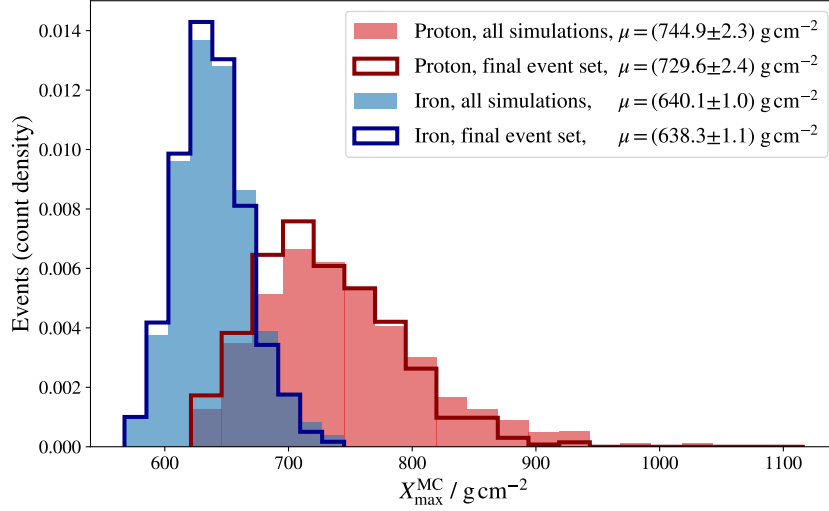 0.014
0.012
0.010
0.008
0.006
0.004
0.002
0.000
Events (count density)
Proton, all simulations, μ = (744.9±2.3) g cm⁻²
Proton, final event set, μ = (729.6±2.4) g cm⁻²
Iron, all simulations, μ = (640.1±1.0) g cm⁻²
Iron, final event set, μ = (638.3±1.1) g cm⁻²
600 700 800 900 1000 1100
X_max^MC / g cm⁻²